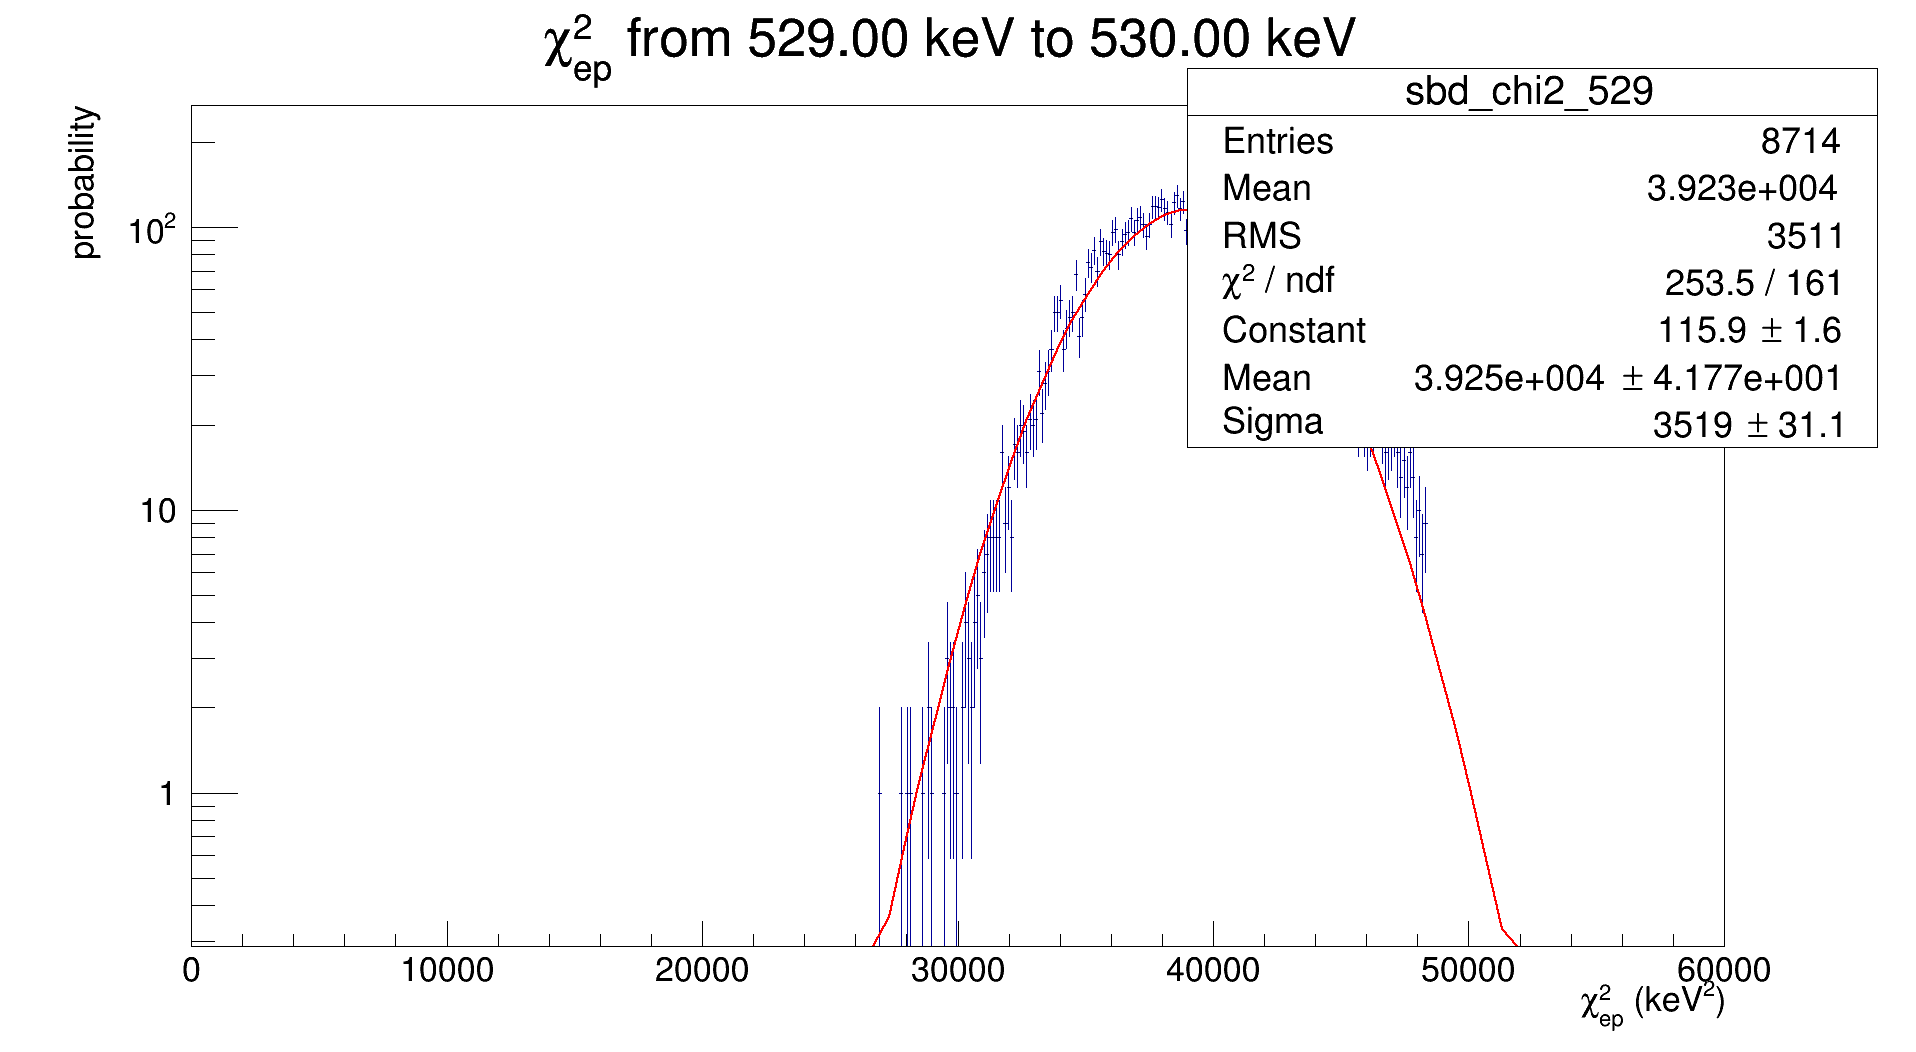 χ²ep from 529.00 keV to 530.00 keV
probability
10²
10
1
sbd_chi2_529
Entries 8714
Mean 3.923e+004
RMS 3511
χ² / ndf 253.5 / 161
Constant 115.9 ± 1.6
Mean 3.925e+004 ± 4.177e+001
Sigma 3519 ± 31.1
0 10000 20000 30000 40000 50000 60000
χ²ep (keV²)